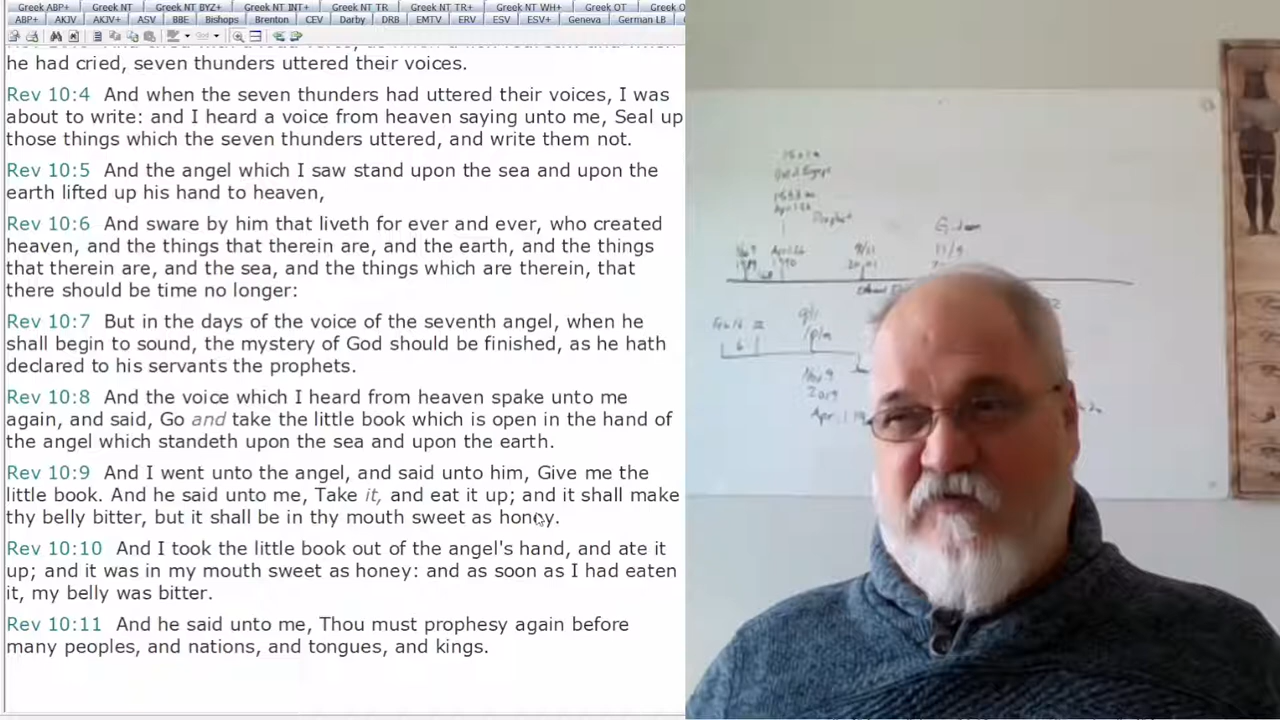 Greek ABP+ Greek NT Greek NT BYZ+ Greek NT INT+ Greek NT TR Greek NT TR+ Greek NT WH+ Greek OT Greek O
ABP+ AKJV AKJV+ ASV BBE Bishops Brenton CEV Darby DRB EMTV ERV ESV ESV+ Geneva German LB
he had cried, seven thunders uttered their voices.
Rev 10:4 And when the seven thunders had uttered their voices, I was
about to write: and I heard a voice from heaven saying unto me, Seal up
those things which the seven thunders uttered, and write them not.
Rev 10:5 And the angel which I saw stand upon the sea and upon the
earth lifted up his hand to heaven,
Rev 10:6 And sware by him that liveth for ever and ever, who created
heaven, and the things that therein are, and the earth, and the things
that therein are, and the sea, and the things which are therein, that
there should be time no longer:
Rev 10:7 But in the days of the voice of the seventh angel, when he
shall begin to sound, the mystery of God should be finished, as he hath
declared to his servants the prophets.
Rev 10:8 And the voice which I heard from heaven spake unto me
again, and said, Go and take the little book which is open in the hand of
the angel which standeth upon the sea and upon the earth.
Rev 10:9 And I went unto the angel, and said unto him, Give me the
little book. And he said unto me, Take it, and eat it up; and it shall make
thy belly bitter, but it shall be in thy mouth sweet as honey.
Rev 10:10 And I took the little book out of the angel's hand, and ate it
up; and it was in my mouth sweet as honey: and as soon as I had eaten
it, my belly was bitter.
Rev 10:11 And he said unto me, Thou must prophesy again before
many peoples, and nations, and tongues, and kings.
Nov 9
1989
9/11
11/9
Nov 9
2019